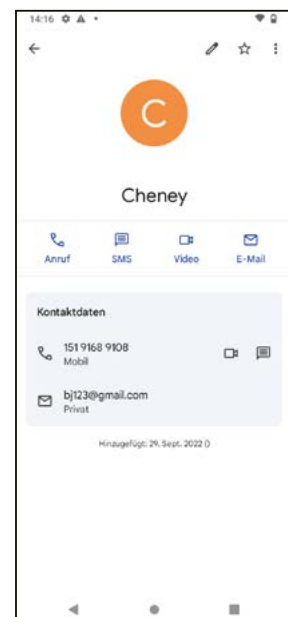 14:16
C
Cheney
Anruf SMS Video E-Mail
Kontaktdaten
151 9168 9108
Mobil
bj123@gmail.com
Privat
Hinzugefügt: 29. Sept. 2022 ()